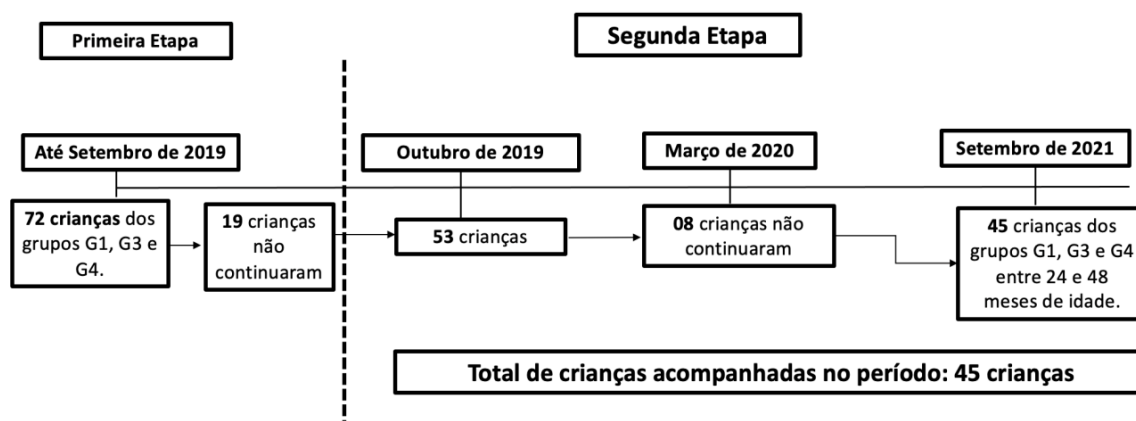 Primeira Etapa
Segunda Etapa
Até Setembro de 2019
Outubro de 2019
Março de 2020
Setembro de 2021
72 crianças dos
grupos G1, G3 e
G4.
19 crianças
não
continuaram
53 crianças
08 crianças não
continuaram
45 crianças dos
grupos G1, G3 e G4
entre 24 e 48
meses de idade.
Total de crianças acompanhadas no período: 45 crianças